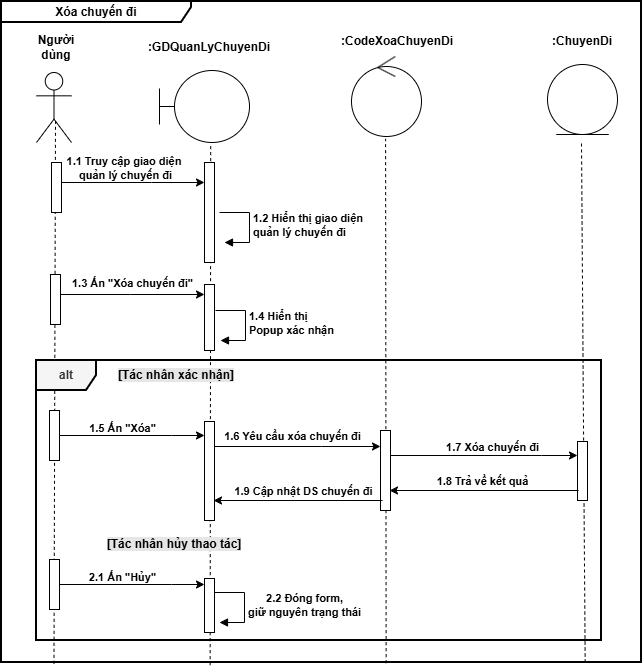 Xóa chuyến đi
Người
dùng
:GDQuanLyChuyenDi
:CodeXoaChuyenDi
:ChuyenDi
1.1 Truy cập giao diện
quản lý chuyến đi
1.2 Hiển thị giao diện
quản lý chuyến đi
1.3 Ấn "Xóa chuyến đi"
1.4 Hiển thị
Popup xác nhận
alt
[Tác nhân xác nhận]
1.5 Ấn "Xóa"
1.6 Yêu cầu xóa chuyến đi
1.7 Xóa chuyến đi
1.8 Trả về kết quả
1.9 Cập nhật DS chuyến đi
[Tác nhân hủy thao tác]
2.1 Ấn "Hủy"
2.2 Đóng form,
giữ nguyên trạng thái